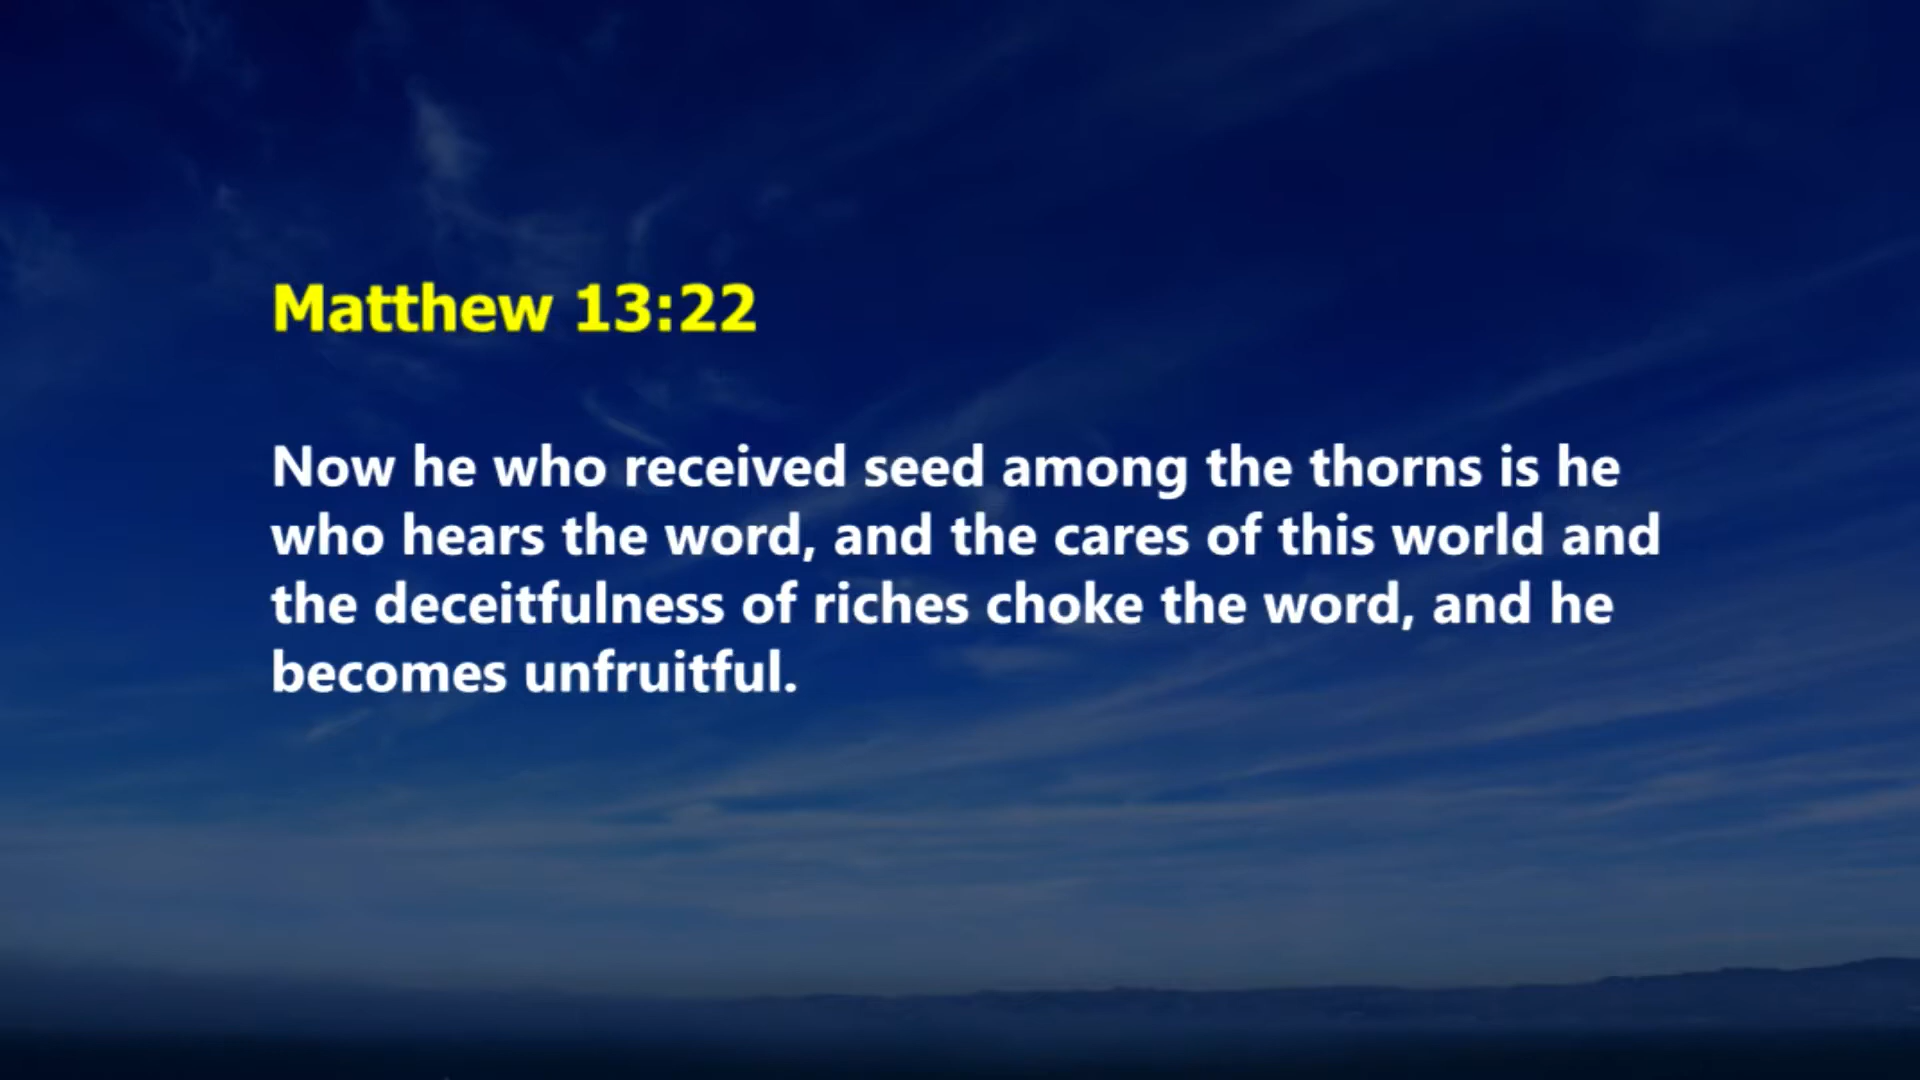 Matthew 13:22
Now he who received seed among the thorns is he
who hears the word, and the cares of this world and
the deceitfulness of riches choke the word, and he
becomes unfruitful.